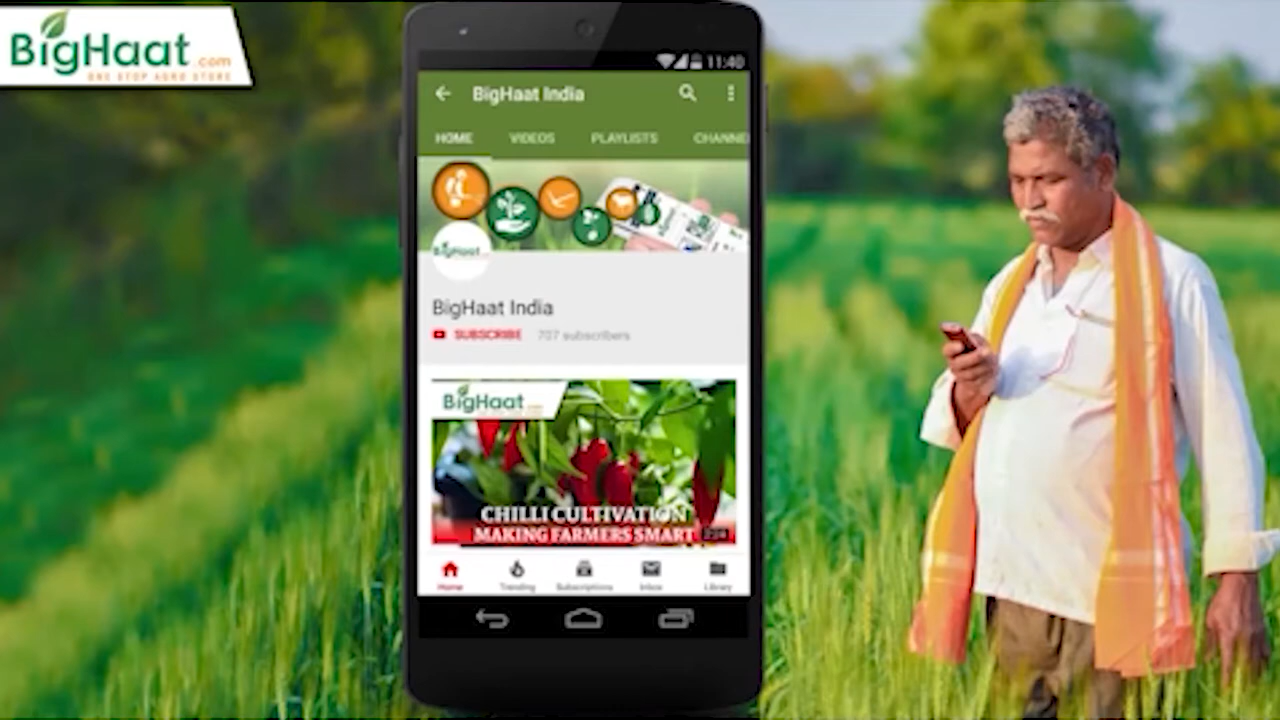 BigHaat.com
ONE STOP AGRO STORE
11:40
BigHaat India
HOME VIDEOS PLAYLISTS CHANNE
BigHaat
BigHaat India
SUBSCRIBE 707 subscribers
BigHaat
CHILLI CULTIVATION
MAKING FARMERS SMART
Home Trending Subscriptions Inbox Library